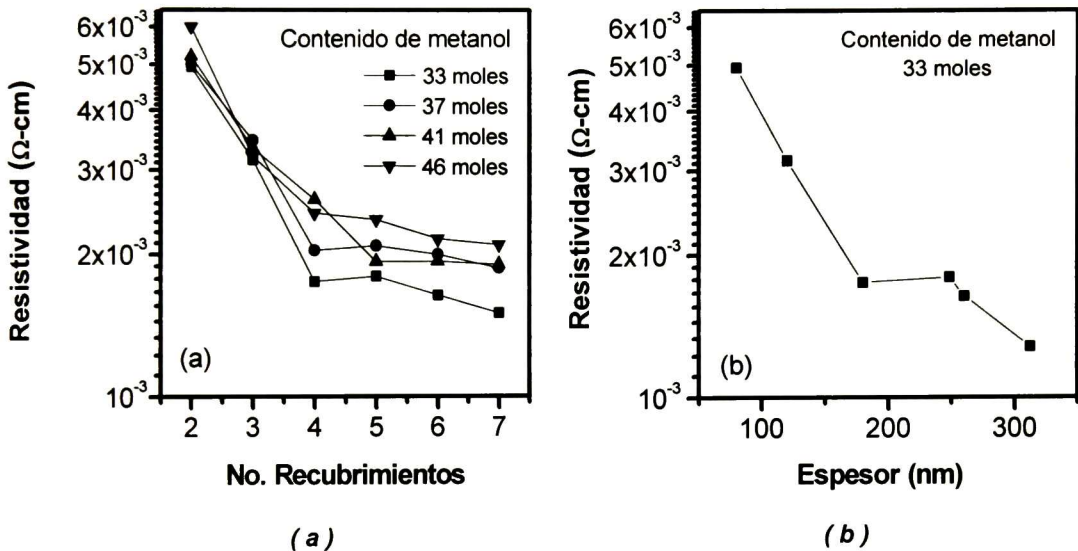 6x10⁻³
5x10⁻³
4x10⁻³
3x10⁻³
2x10⁻³
10⁻³
Resistividad (Ω-cm)
Contenido de metanol
33 moles
37 moles
41 moles
46 moles
(a)
2 3 4 5 6 7
No. Recubrimientos
( a )
6x10⁻³
5x10⁻³
4x10⁻³
3x10⁻³
2x10⁻³
10⁻³
Resistividad (Ω-cm)
Contenido de metanol
33 moles
(b)
100 200 300
Espesor (nm)
( b )